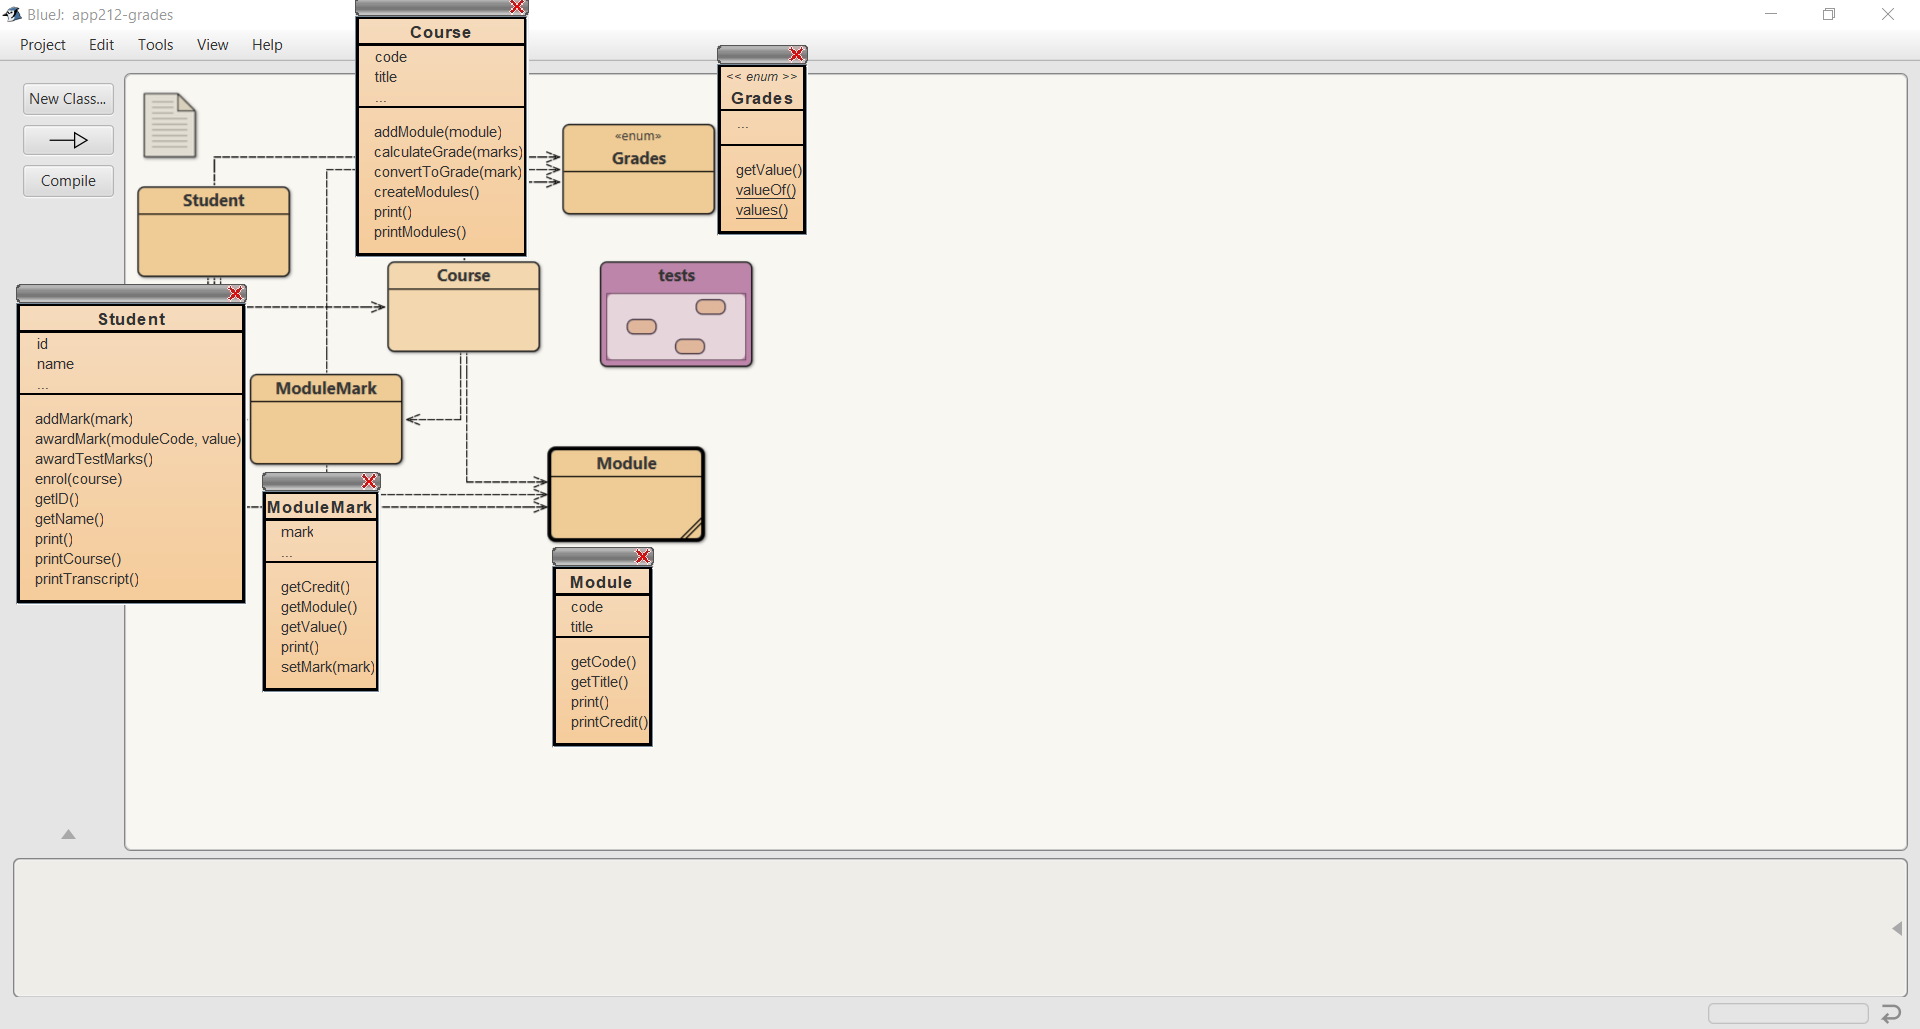 BlueJ: app212-grades
Project Edit Tools View Help
New Class...
Compile
Course
code
title
...
addModule(module)
calculateGrade(marks)
convertToGrade(mark)
createModules()
print()
printModules()
«enum»
Grades
<< enum >>
Grades
...
getValue()
valueOf()
values()
Student
Course
tests
Student
id
name
...
addMark(mark)
awardMark(moduleCode, value)
awardTestMarks()
enrol(course)
getID()
getName()
print()
printCourse()
printTranscript()
ModuleMark
ModuleMark
mark
...
getCredit()
getModule()
getValue()
print()
setMark(mark)
Module
Module
code
title
getCode()
getTitle()
print()
printCredit()